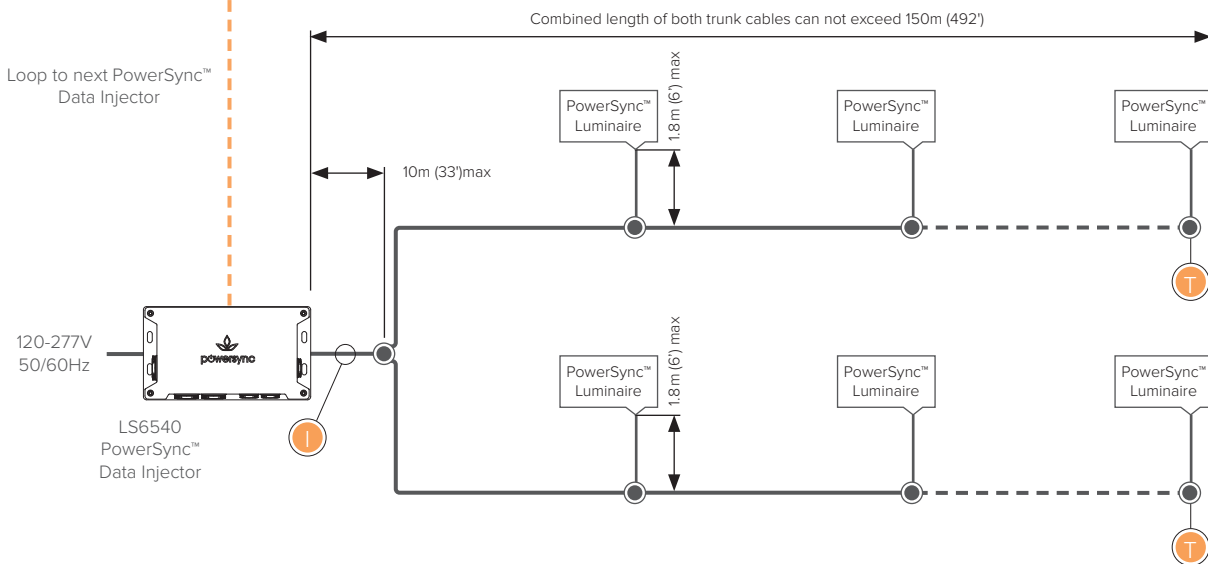 Combined length of both trunk cables can not exceed 150m (492')
Loop to next PowerSync™
Data Injector
PowerSync™
Luminaire
1.8m (6') max
PowerSync™
Luminaire
PowerSync™
Luminaire
10m (33')max
T
120-277V
50/60Hz
powersync
LS6540
PowerSync™
Data Injector
I
PowerSync™
Luminaire
1.8m (6') max
PowerSync™
Luminaire
PowerSync™
Luminaire
T